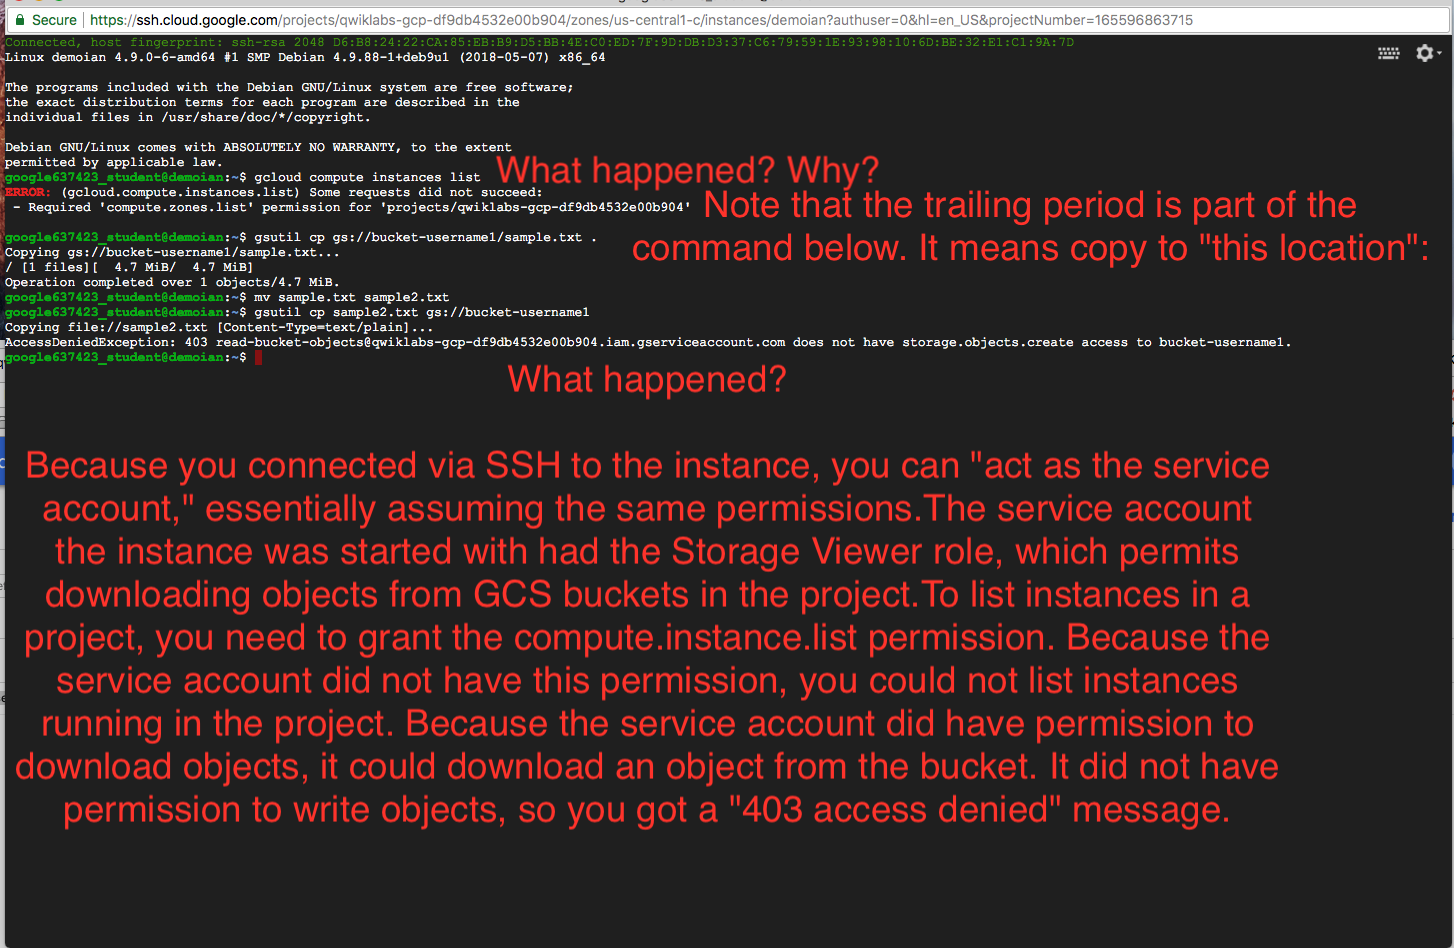 Secure | https://ssh.cloud.google.com/projects/qwiklabs-gcp-df9db4532e00b904/zones/us-central1-c/instances/demoian?authuser=0&hl=en_US&projectNumber=165596863715
Connected, host fingerprint: ssh-rsa 2048 D6:B8:24:22:CA:85:EB:B9:D5:BB:4E:C0:ED:7F:9D:DB:D3:37:C6:79:59:1E:93:98:10:6D:BE:32:E1:C1:9A:7D
Linux demoian 4.9.0-6-amd64 #1 SMP Debian 4.9.88-1+deb9u1 (2018-05-07) x86_64
The programs included with the Debian GNU/Linux system are free software;
the exact distribution terms for each program are described in the
individual files in /usr/share/doc/*/copyright.
Debian GNU/Linux comes with ABSOLUTELY NO WARRANTY, to the extent
permitted by applicable law.
google637423_student@demoian:~$ gcloud compute instances list
What happened? Why?
ERROR: (gcloud.compute.instances.list) Some requests did not succeed:
- Required 'compute.zones.list' permission for 'projects/qwiklabs-gcp-df9db4532e00b904'
Note that the trailing period is part of the
command below. It means copy to "this location":
google637423_student@demoian:~$ gsutil cp gs://bucket-username1/sample.txt .
Copying gs://bucket-username1/sample.txt...
/ [1 files][  4.7 MiB/  4.7 MiB]
Operation completed over 1 objects/4.7 MiB.
google637423_student@demoian:~$ mv sample.txt sample2.txt
google637423_student@demoian:~$ gsutil cp sample2.txt gs://bucket-username1
Copying file://sample2.txt [Content-Type=text/plain]...
AccessDeniedException: 403 read-bucket-objects@qwiklabs-gcp-df9db4532e00b904.iam.gserviceaccount.com does not have storage.objects.create access to bucket-username1.
google637423_student@demoian:~$
What happened?
Because you connected via SSH to the instance, you can "act as the service
account," essentially assuming the same permissions.The service account
the instance was started with had the Storage Viewer role, which permits
downloading objects from GCS buckets in the project.To list instances in a
project, you need to grant the compute.instance.list permission. Because the
service account did not have this permission, you could not list instances
running in the project. Because the service account did have permission to
download objects, it could download an object from the bucket. It did not have
permission to write objects, so you got a "403 access denied" message.